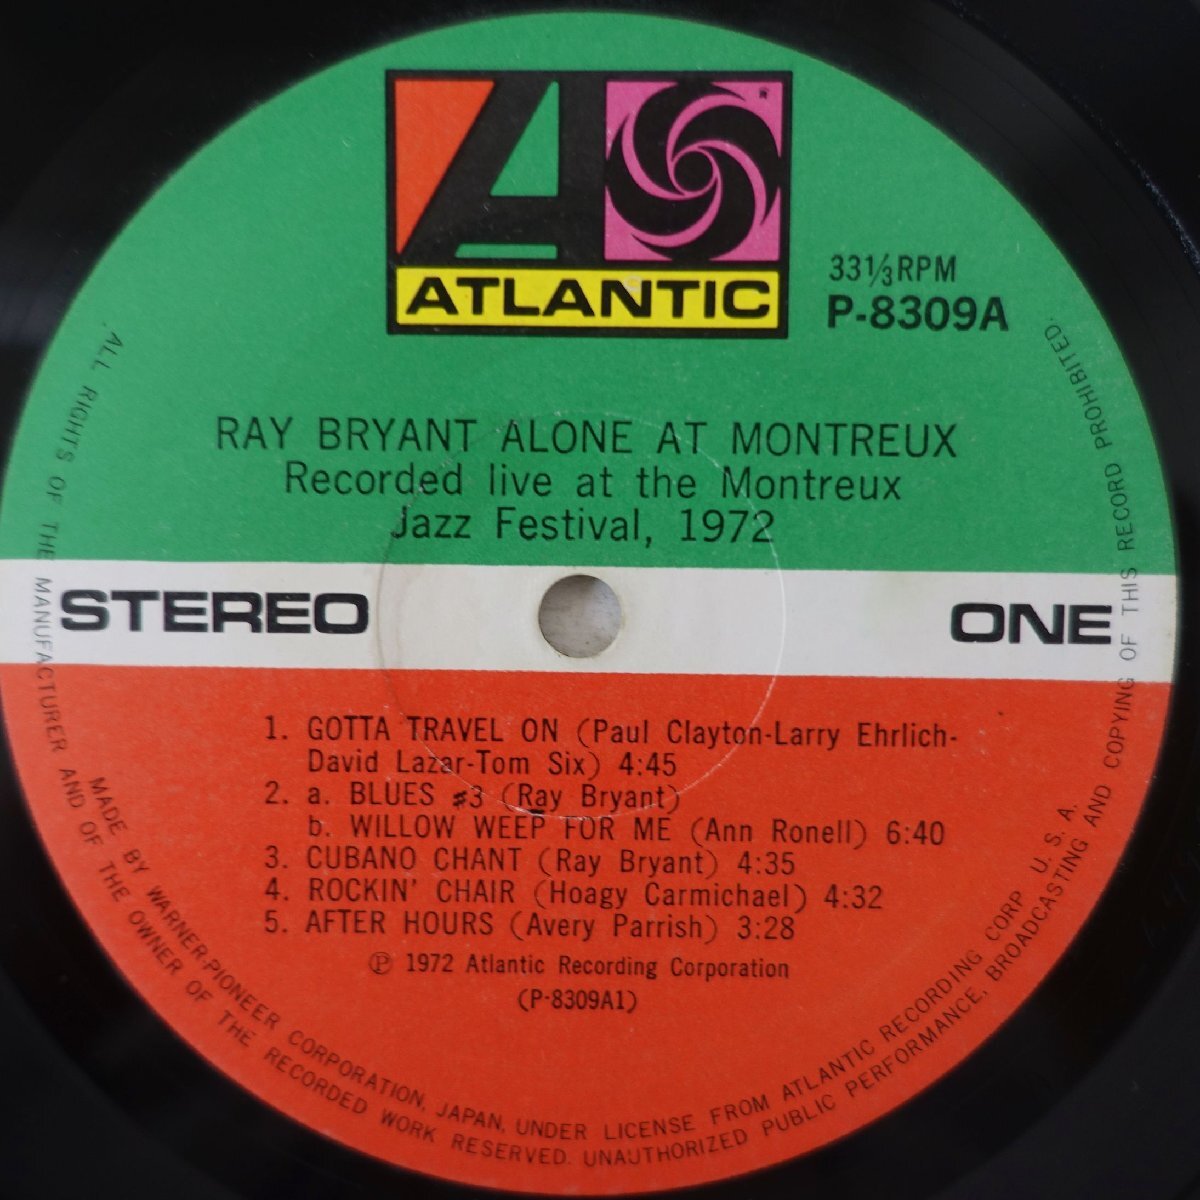 ATLANTIC
33⅓RPM
P-8309A
RAY BRYANT ALONE AT MONTREUX
Recorded live at the Montreux
Jazz Festival, 1972
STEREO
ONE
1. GOTTA TRAVEL ON (Paul Clayton-Larry Ehrlich-
David Lazar-Tom Six) 4:45
2. a. BLUES #3 (Ray Bryant)
b. WILLOW WEEP FOR ME (Ann Ronell) 6:40
3. CUBANO CHANT (Ray Bryant) 4:35
4. ROCKIN' CHAIR (Hoagy Carmichael) 4:32
5. AFTER HOURS (Avery Parrish) 3:28
℗ 1972 Atlantic Recording Corporation
(P-8309A1)
MADE BY WARNER-PIONEER CORPORATION, JAPAN, UNDER LICENSE FROM ATLANTIC RECORDING CORP. U. S. A.
ALL RIGHTS OF THE MANUFACTURER AND OF THE OWNER OF THE RECORDED WORK RESERVED. UNAUTHORIZED PUBLIC PERFORMANCE, BROADCASTING AND COPYING OF THIS RECORD PROHIBITED.